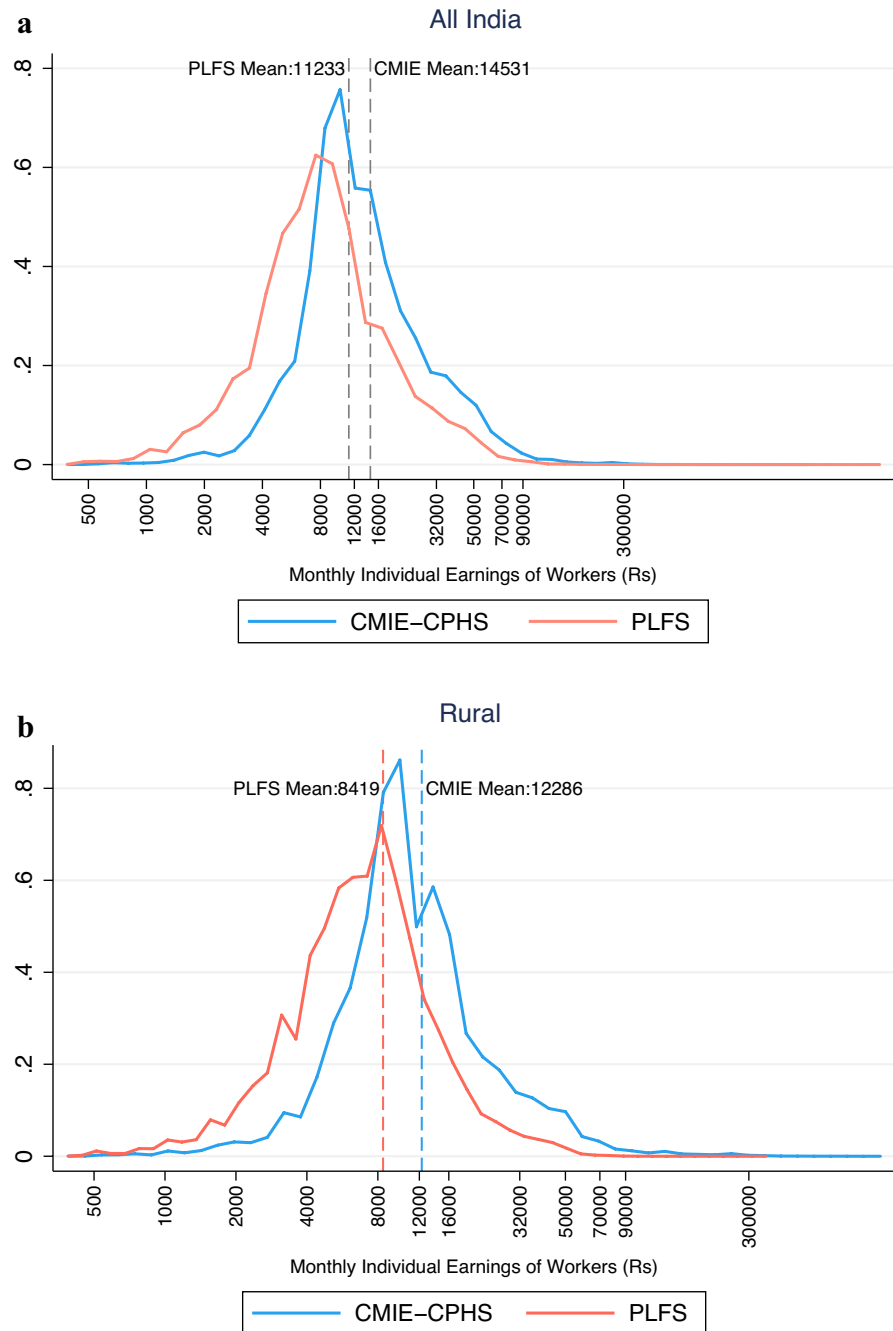 a
All India
PLFS Mean:11233
CMIE Mean:14531
.8
.6
.4
.2
0
500 1000 2000 4000 8000 12000 16000 32000 50000 70000 90000 300000
Monthly Individual Earnings of Workers (Rs)
CMIE−CPHS PLFS
b
Rural
PLFS Mean:8419
CMIE Mean:12286
.8
.6
.4
.2
0
500 1000 2000 4000 8000 12000 16000 32000 50000 70000 90000 300000
Monthly Individual Earnings of Workers (Rs)
CMIE−CPHS PLFS